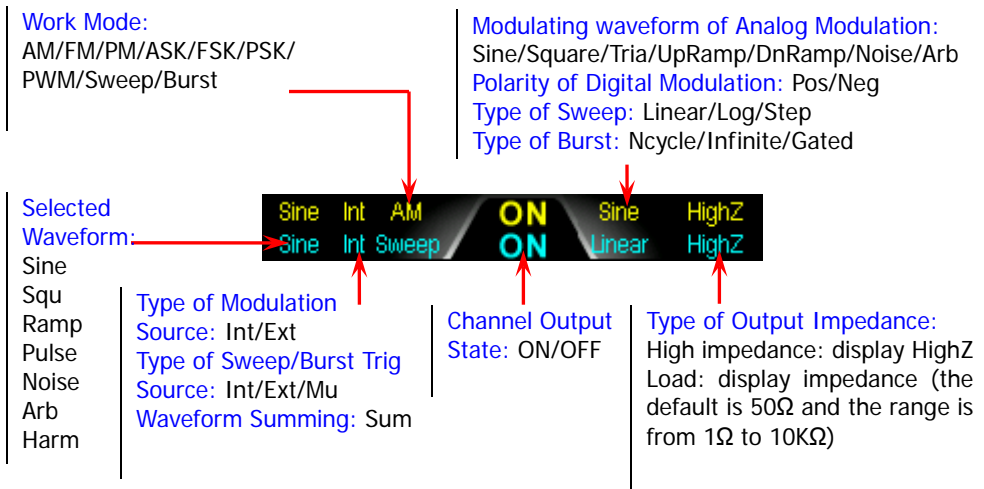 Work Mode:
AM/FM/PM/ASK/FSK/PSK/
PWM/Sweep/Burst
Modulating waveform of Analog Modulation:
Sine/Square/Tria/UpRamp/DnRamp/Noise/Arb
Polarity of Digital Modulation: Pos/Neg
Type of Sweep: Linear/Log/Step
Type of Burst: Ncycle/Infinite/Gated
Selected
Waveform:
Sine
Squ
Ramp
Pulse
Noise
Arb
Harm
Sine Int AM ON Sine HighZ
Sine Int Sweep ON Linear HighZ
Type of Modulation
Source: Int/Ext
Type of Sweep/Burst Trig
Source: Int/Ext/Mu
Waveform Summing: Sum
Channel Output
State: ON/OFF
Type of Output Impedance:
High impedance: display HighZ
Load: display impedance (the
default is 50Ω and the range is
from 1Ω to 10KΩ)